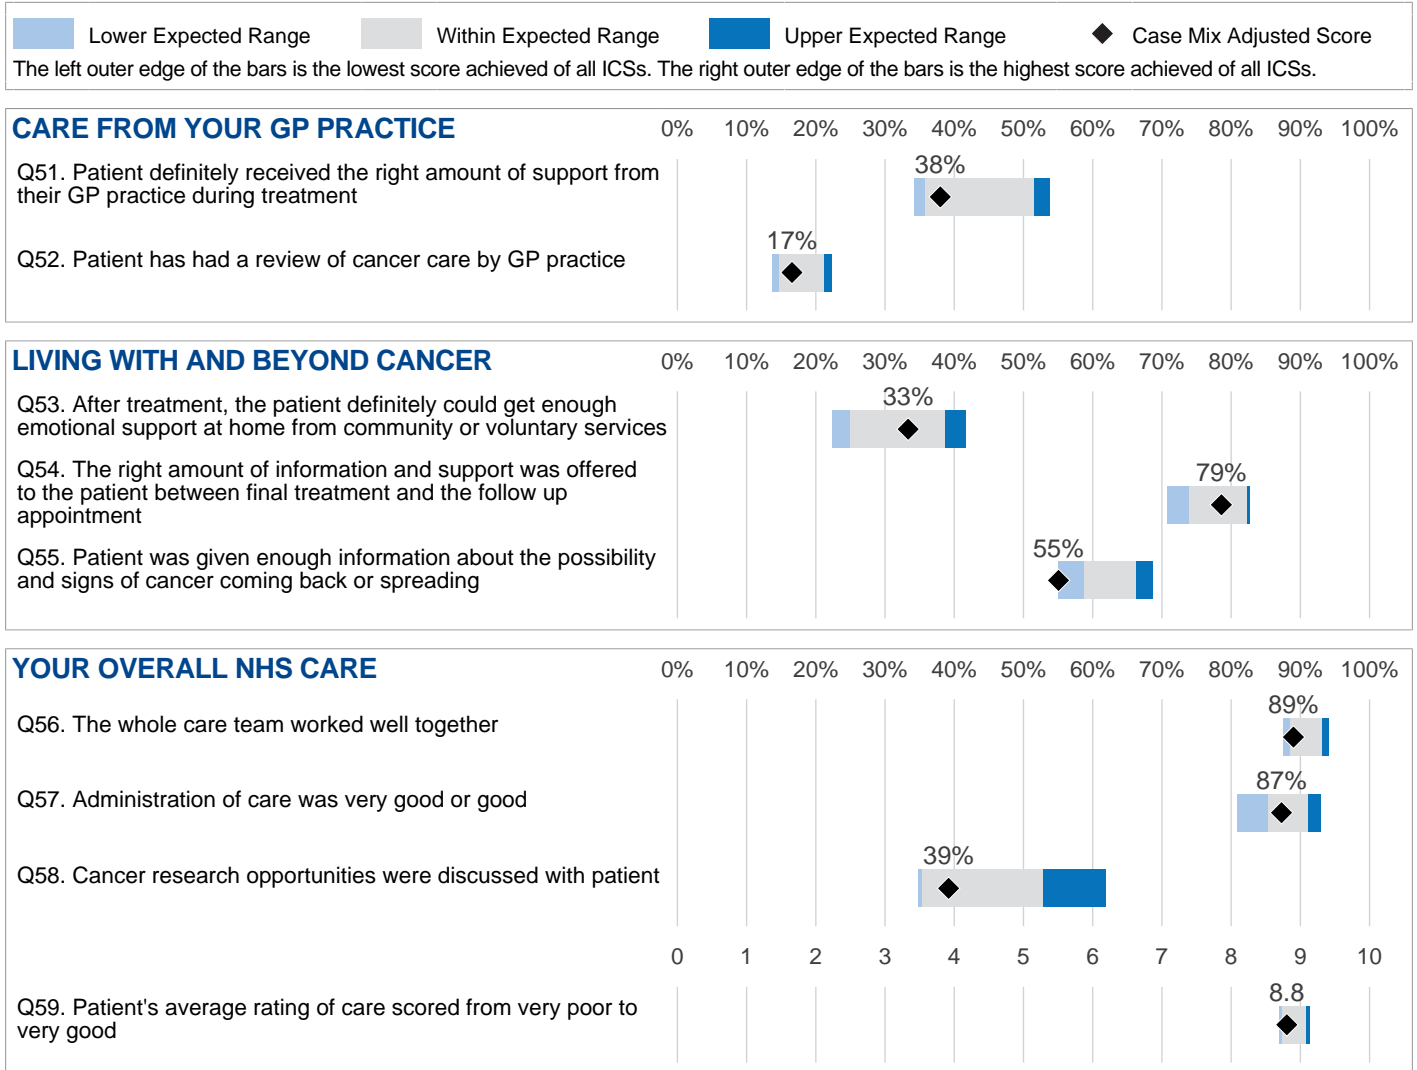 Lower Expected Range Within Expected Range Upper Expected Range Case Mix Adjusted Score
The left outer edge of the bars is the lowest score achieved of all ICSs. The right outer edge of the bars is the highest score achieved of all ICSs.
CARE FROM YOUR GP PRACTICE 0% 10% 20% 30% 40% 50% 60% 70% 80% 90% 100%
38%
Q51. Patient definitely received the right amount of support from
their GP practice during treatment
17%
Q52. Patient has had a review of cancer care by GP practice
LIVING WITH AND BEYOND CANCER 0% 10% 20% 30% 40% 50% 60% 70% 80% 90% 100%
33%
Q53. After treatment, the patient definitely could get enough
emotional support at home from community or voluntary services
79%
Q54. The right amount of information and support was offered
to the patient between final treatment and the follow up
appointment
55%
Q55. Patient was given enough information about the possibility
and signs of cancer coming back or spreading
YOUR OVERALL NHS CARE 0% 10% 20% 30% 40% 50% 60% 70% 80% 90% 100%
89%
Q56. The whole care team worked well together
87%
Q57. Administration of care was very good or good
39%
Q58. Cancer research opportunities were discussed with patient
0 1 2 3 4 5 6 7 8 9 10
8.8
Q59. Patient's average rating of care scored from very poor to
very good